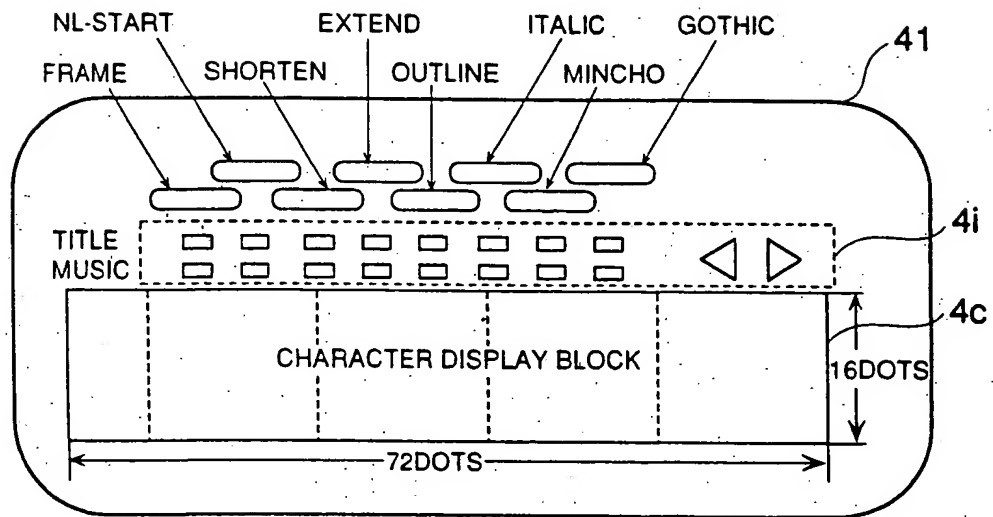 NL-START EXTEND ITALIC GOTHIC 41
FRAME SHORTEN OUTLINE MINCHO
TITLE 4i
MUSIC
4c
CHARACTER DISPLAY BLOCK 16DOTS
72DOTS